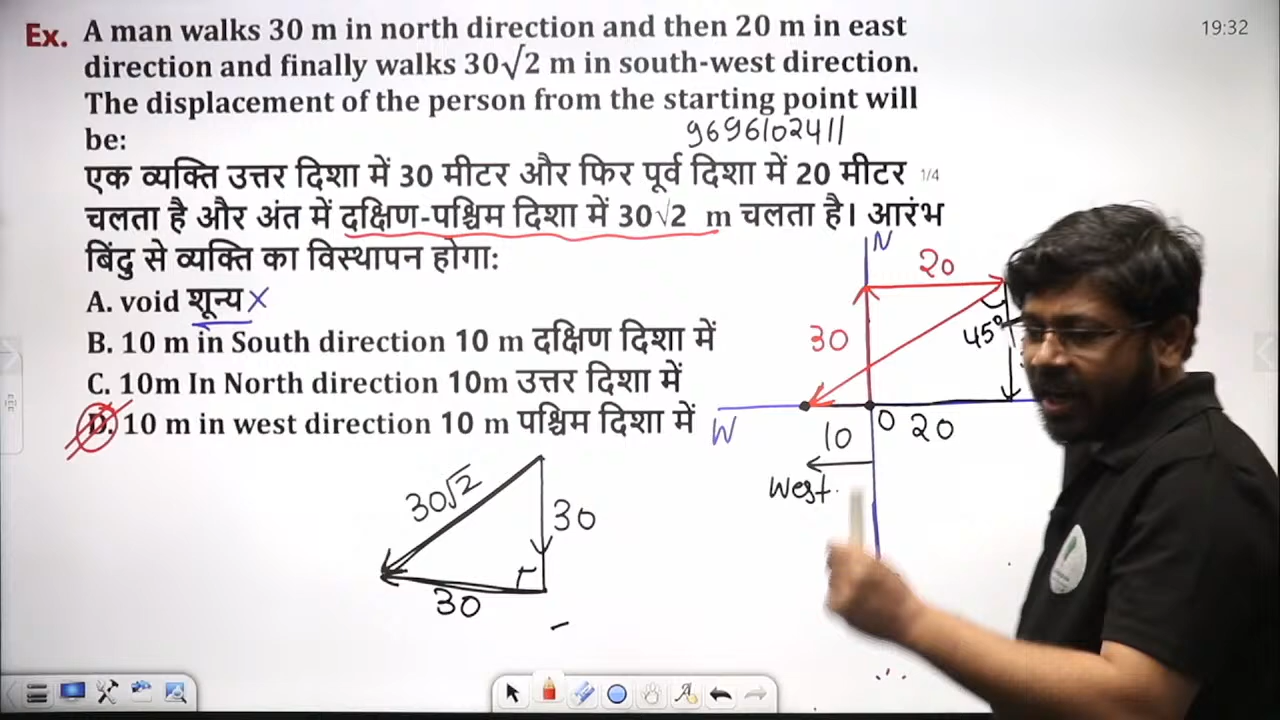 19:32
Ex. A man walks 30 m in north direction and then 20 m in east
direction and finally walks 30√2 m in south-west direction.
The displacement of the person from the starting point will
be:
9696102411
एक व्यक्ति उत्तर दिशा में 30 मीटर और फिर पूर्व दिशा में 20 मीटर
1/4
चलता है और अंत में दक्षिण-पश्चिम दिशा में 30√2 m चलता है। आरंभ
बिंदु से व्यक्ति का विस्थापन होगा:
A. void शून्य X
B. 10 m in South direction 10 m दक्षिण दिशा में
C. 10m In North direction 10m उत्तर दिशा में
D. 10 m in west direction 10 m पश्चिम दिशा में
N
20
30
45°
W
10 0 20
West.
30√2
30
30